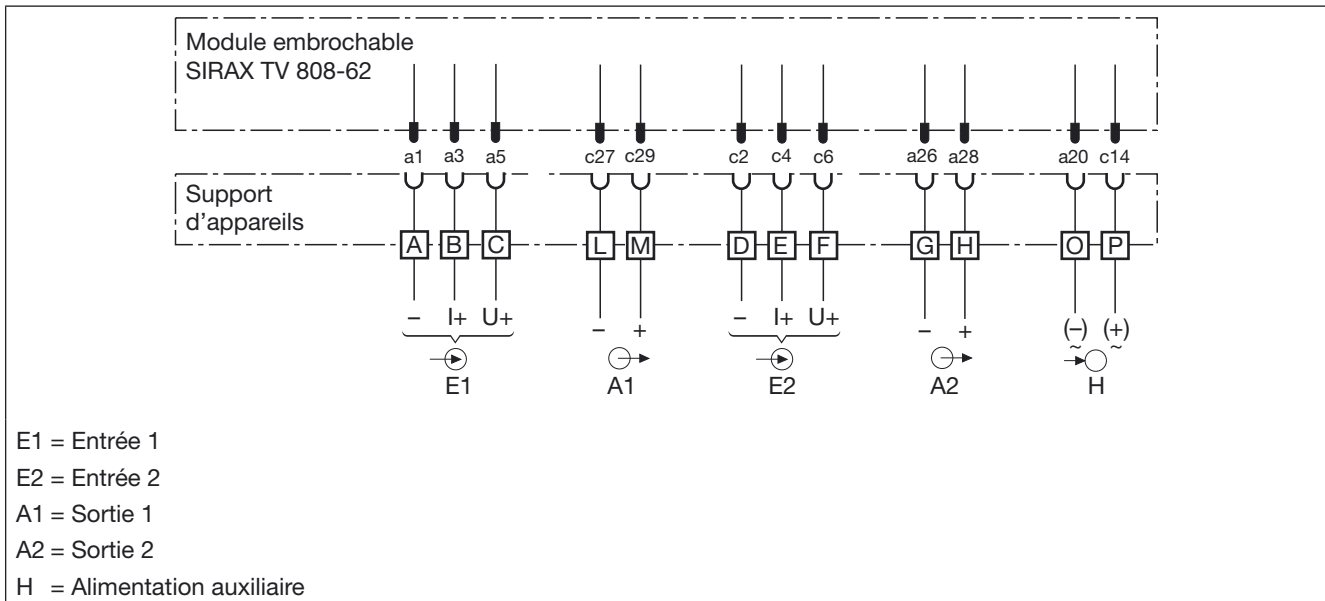 Module embrochable
SIRAX TV 808-62
a1 a3 a5 c27 c29 c2 c4 c6 a26 a28 a20 c14
Support
d'appareils
A B C L M D E F G H O P
– I+ U+ – + – I+ U+ – + (–) (+)
~ ~
E1 A1 E2 A2 H
E1 = Entrée 1
E2 = Entrée 2
A1 = Sortie 1
A2 = Sortie 2
H = Alimentation auxiliaire